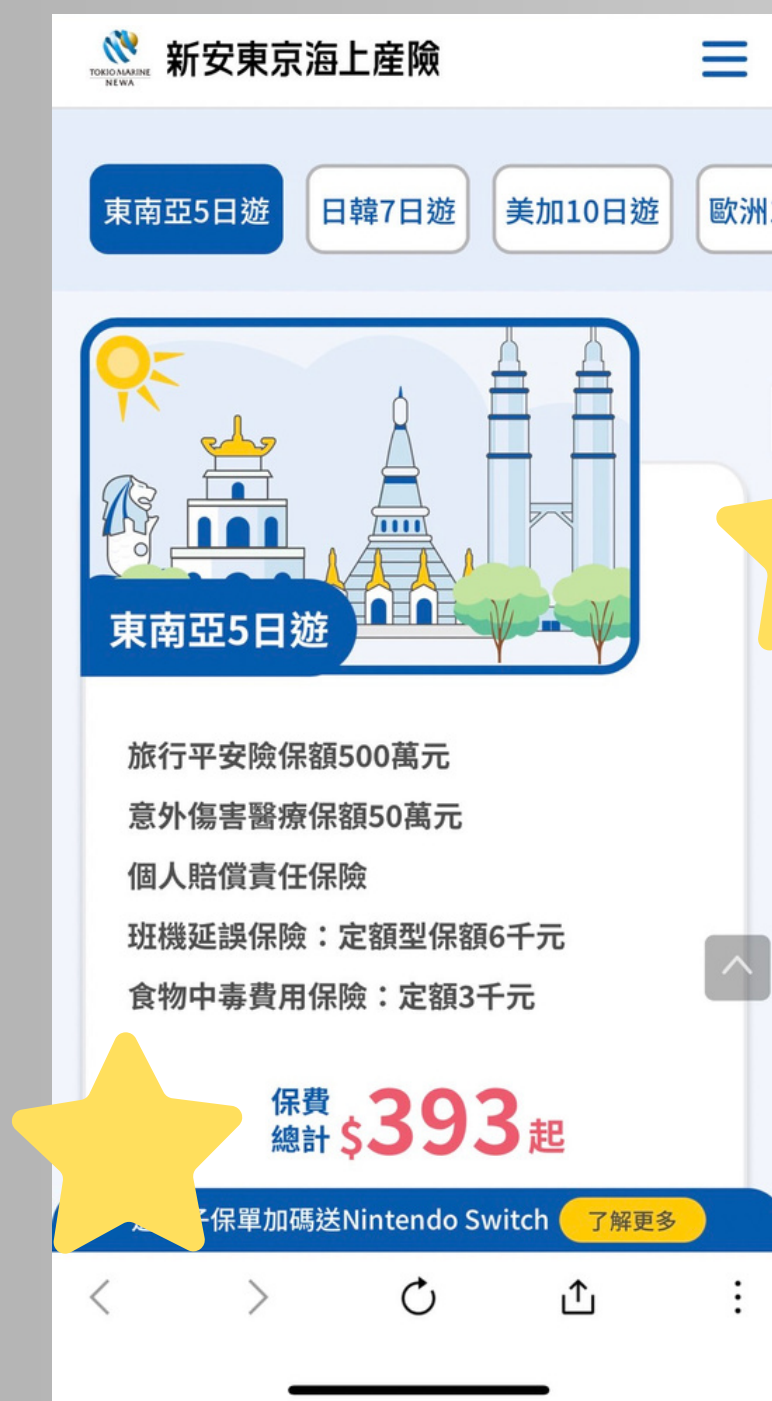 TOKIO MARINE
NEWA
新安東京海上產險
東南亞5日遊
日韓7日遊
美加10日遊
歐洲
東南亞5日遊
旅行平安險保額500萬元
意外傷害醫療保額50萬元
個人賠償責任保險
班機延誤保險：定額型保額6千元
食物中毒費用保險：定額3千元
保費
總計 $393起
子保單加碼送Nintendo Switch 了解更多